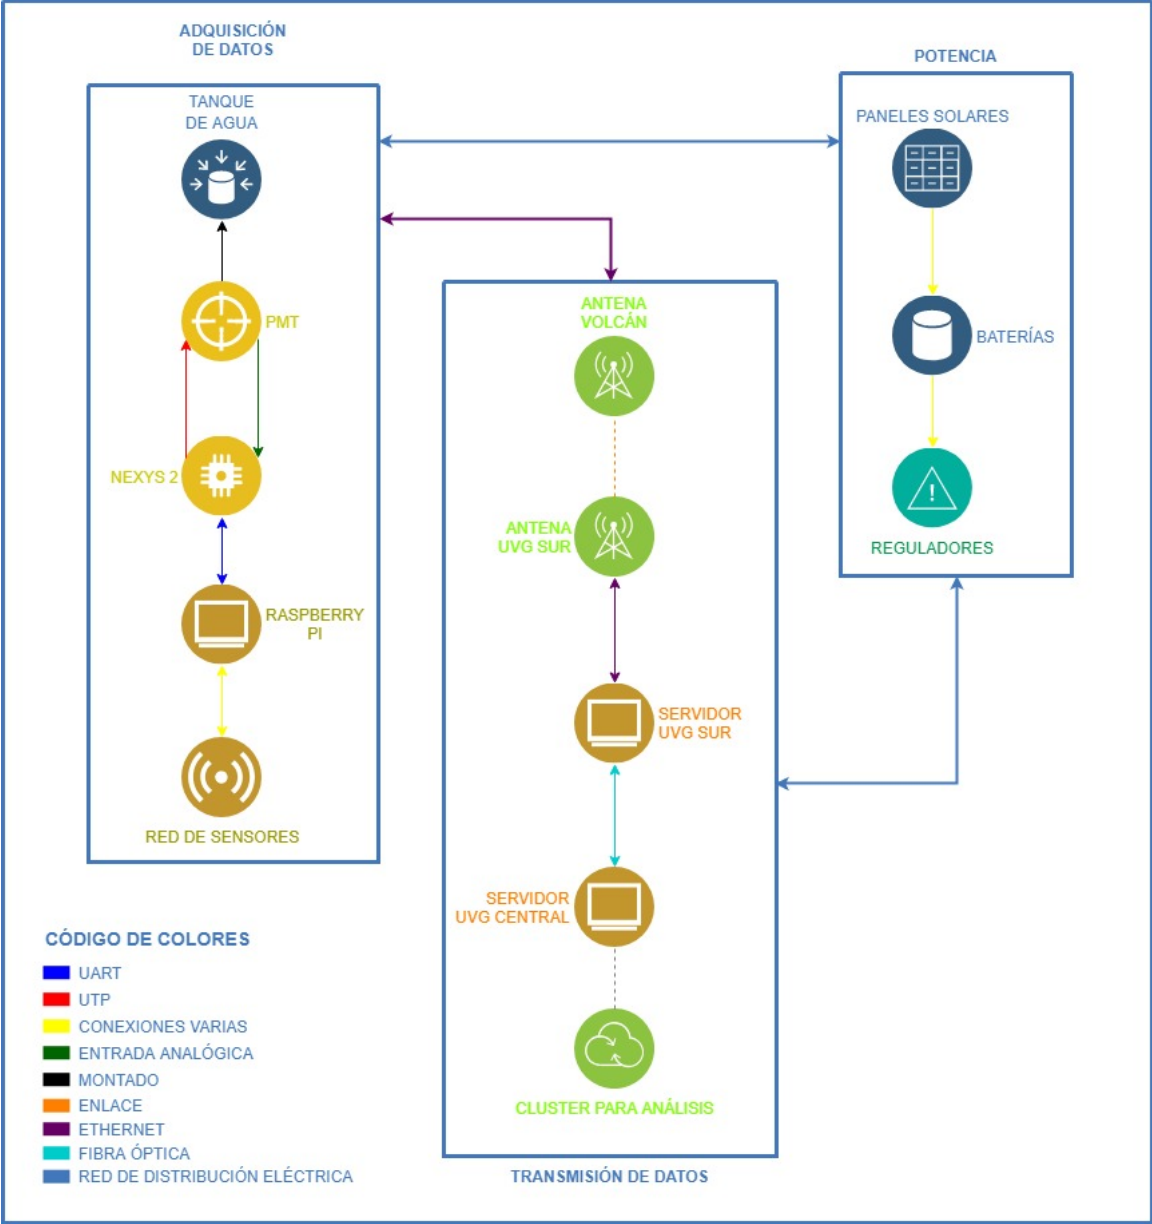 ADQUISICIÓN
DE DATOS
TANQUE
DE AGUA
PMT
NEXYS 2
RASPBERRY
PI
RED DE SENSORES
POTENCIA
PANELES SOLARES
BATERÍAS
REGULADORES
ANTENA
VOLCÁN
ANTENA
UVG SUR
SERVIDOR
UVG SUR
SERVIDOR
UVG CENTRAL
CLUSTER PARA ANÁLISIS
TRANSMISIÓN DE DATOS
CÓDIGO DE COLORES
UART
UTP
CONEXIONES VARIAS
ENTRADA ANALÓGICA
MONTADO
ENLACE
ETHERNET
FIBRA ÓPTICA
RED DE DISTRIBUCIÓN ELÉCTRICA